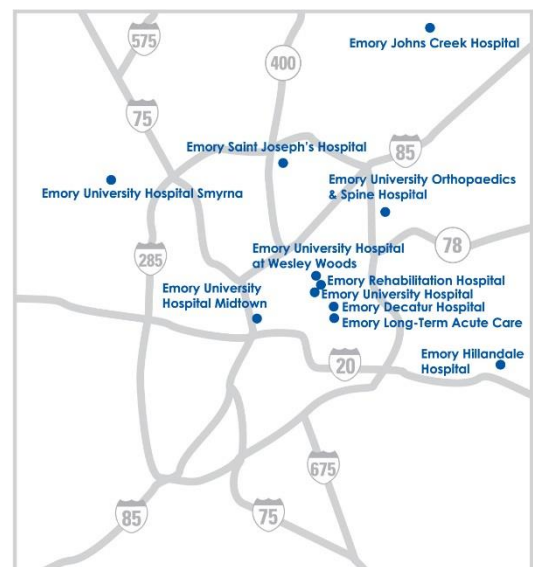 575
Emory Johns Creek Hospital
400
75
85
Emory Saint Joseph's Hospital
Emory University Hospital Smyrna
Emory University Orthopaedics
& Spine Hospital
285
78
Emory University Hospital
at Wesley Woods
Emory Rehabilitation Hospital
Emory University
Hospital Midtown
Emory University Hospital
Emory Decatur Hospital
Emory Long-Term Acute Care
20
Emory Hillandale
Hospital
675
85
75